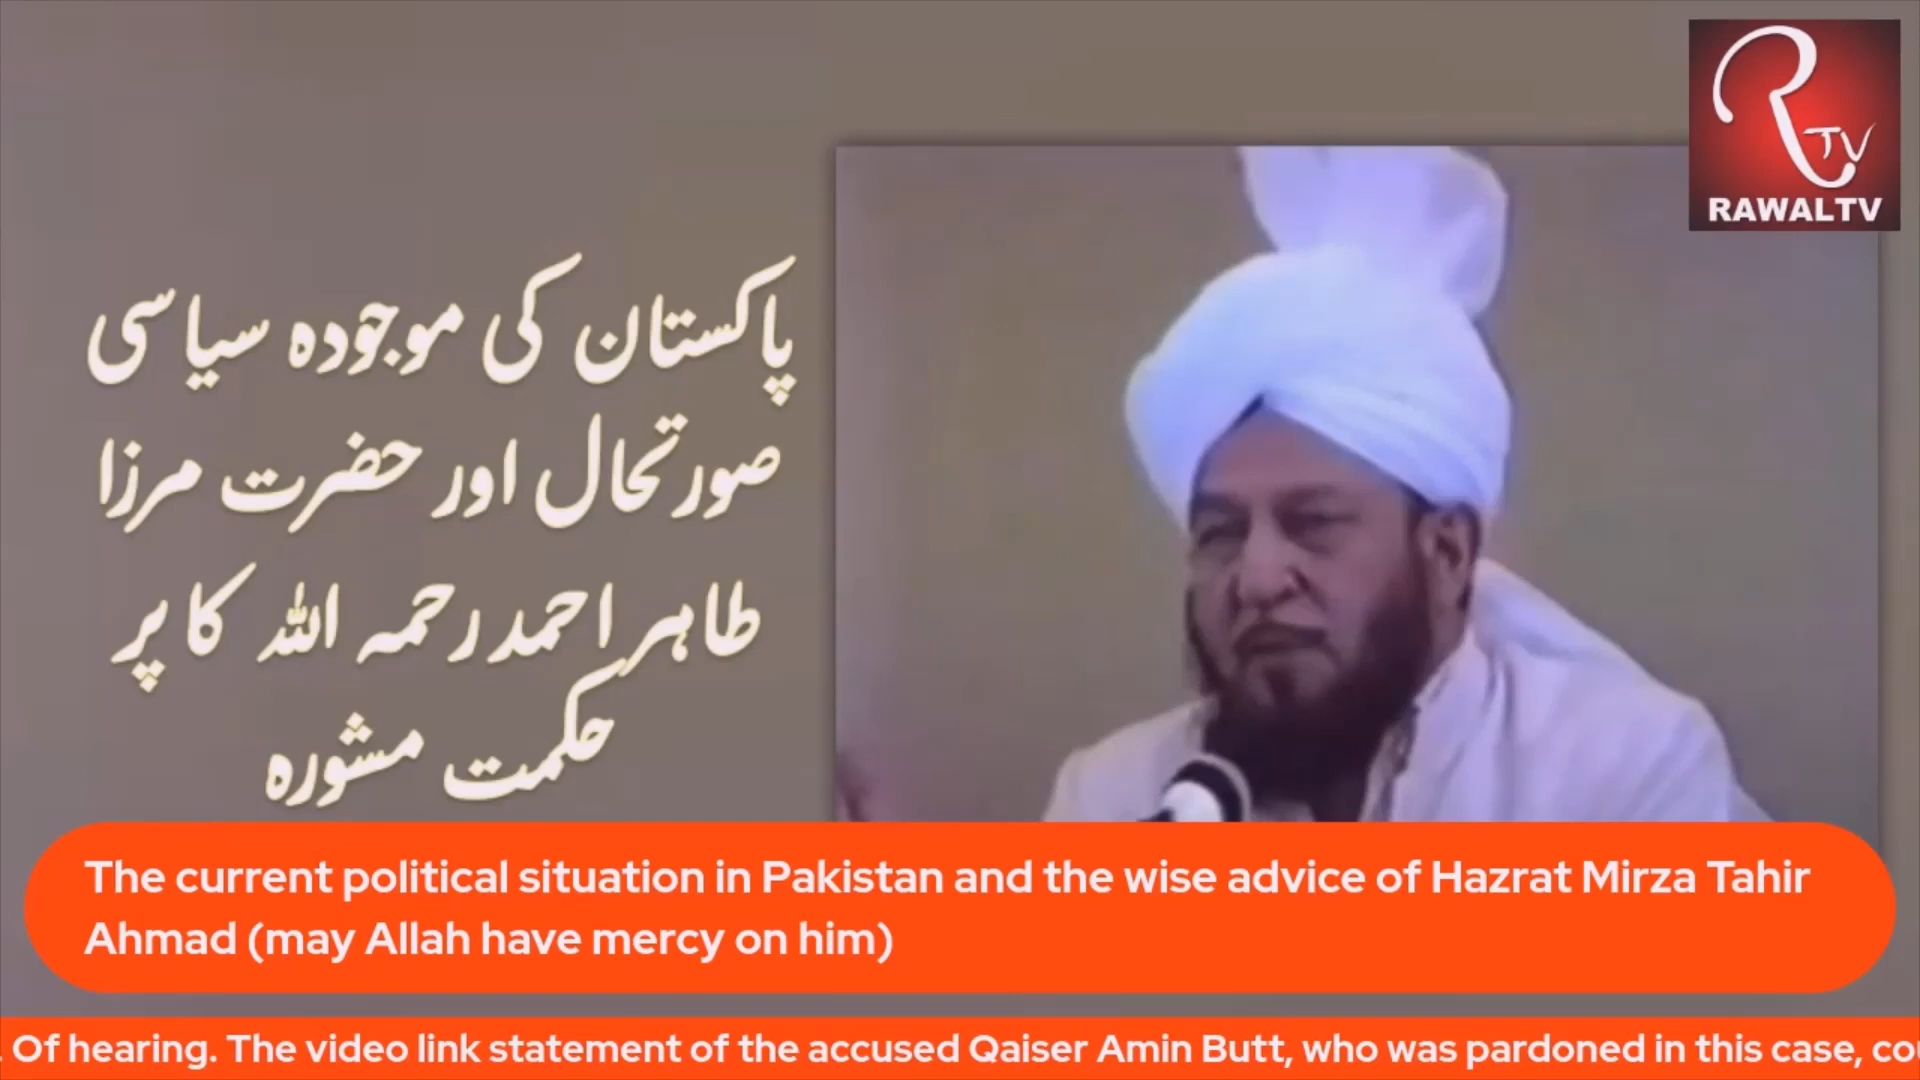 R TV
RAWALTV
پاکستان کی موجودہ سیاسی
صورتحال اور حضرت مرزا
طاہر احمد رحمہ اللہ کا پر
حکمت مشورہ
The current political situation in Pakistan and the wise advice of Hazrat Mirza Tahir
Ahmad (may Allah have mercy on him)
. Of hearing. The video link statement of the accused Qaiser Amin Butt, who was pardoned in this case, co